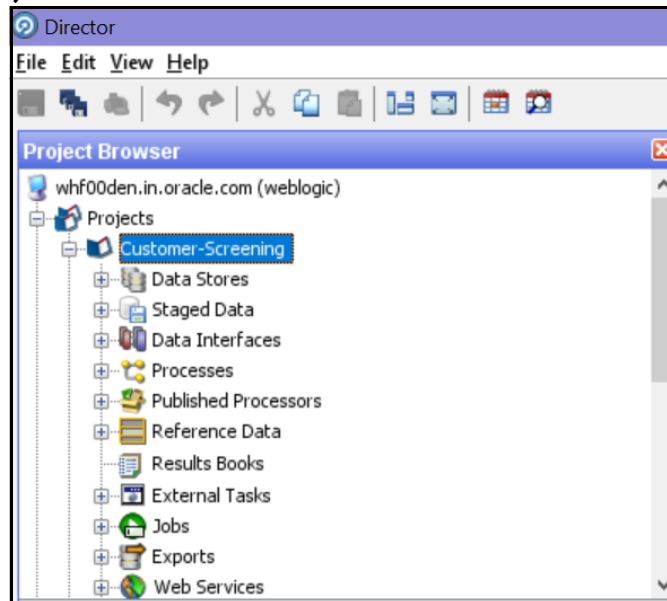 Director
File Edit View Help
Project Browser
whf00den.in.oracle.com (weblogic)
Projects
Customer-Screening
Data Stores
Staged Data
Data Interfaces
Processes
Published Processors
Reference Data
Results Books
External Tasks
Jobs
Exports
Web Services